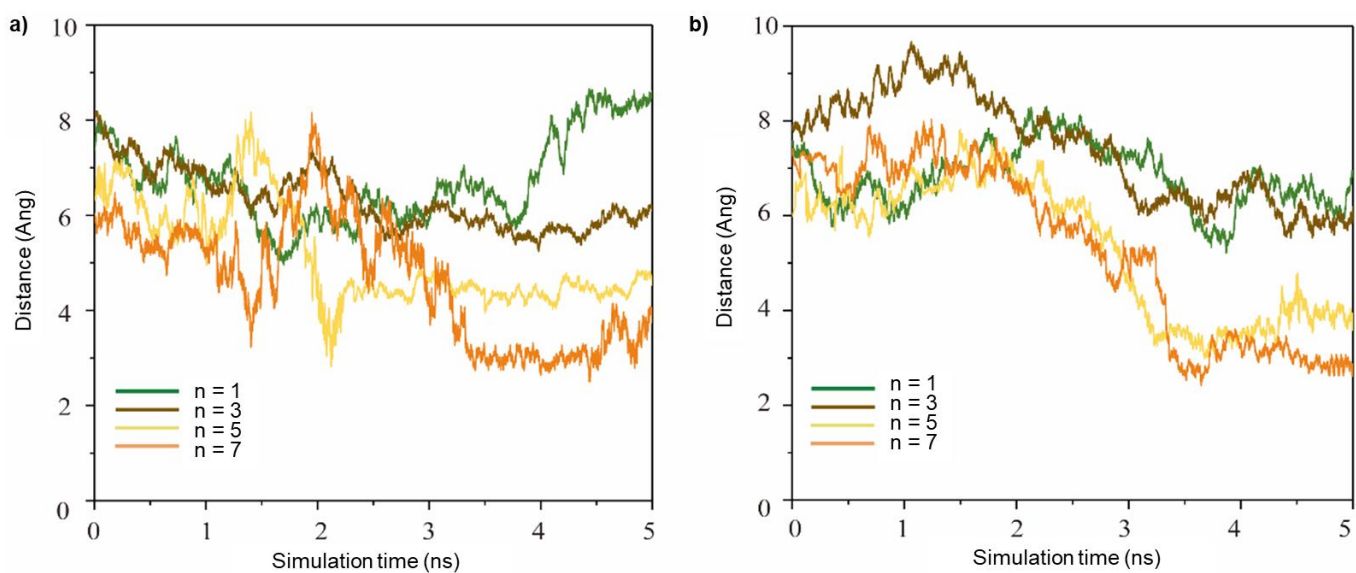 a)
Distance (Ang)
10
8
6
4
2
0
n = 1
n = 3
n = 5
n = 7
0 1 2 3 4 5
Simulation time (ns)
b)
Distance (Ang)
10
8
6
4
2
0
n = 1
n = 3
n = 5
n = 7
0 1 2 3 4 5
Simulation time (ns)